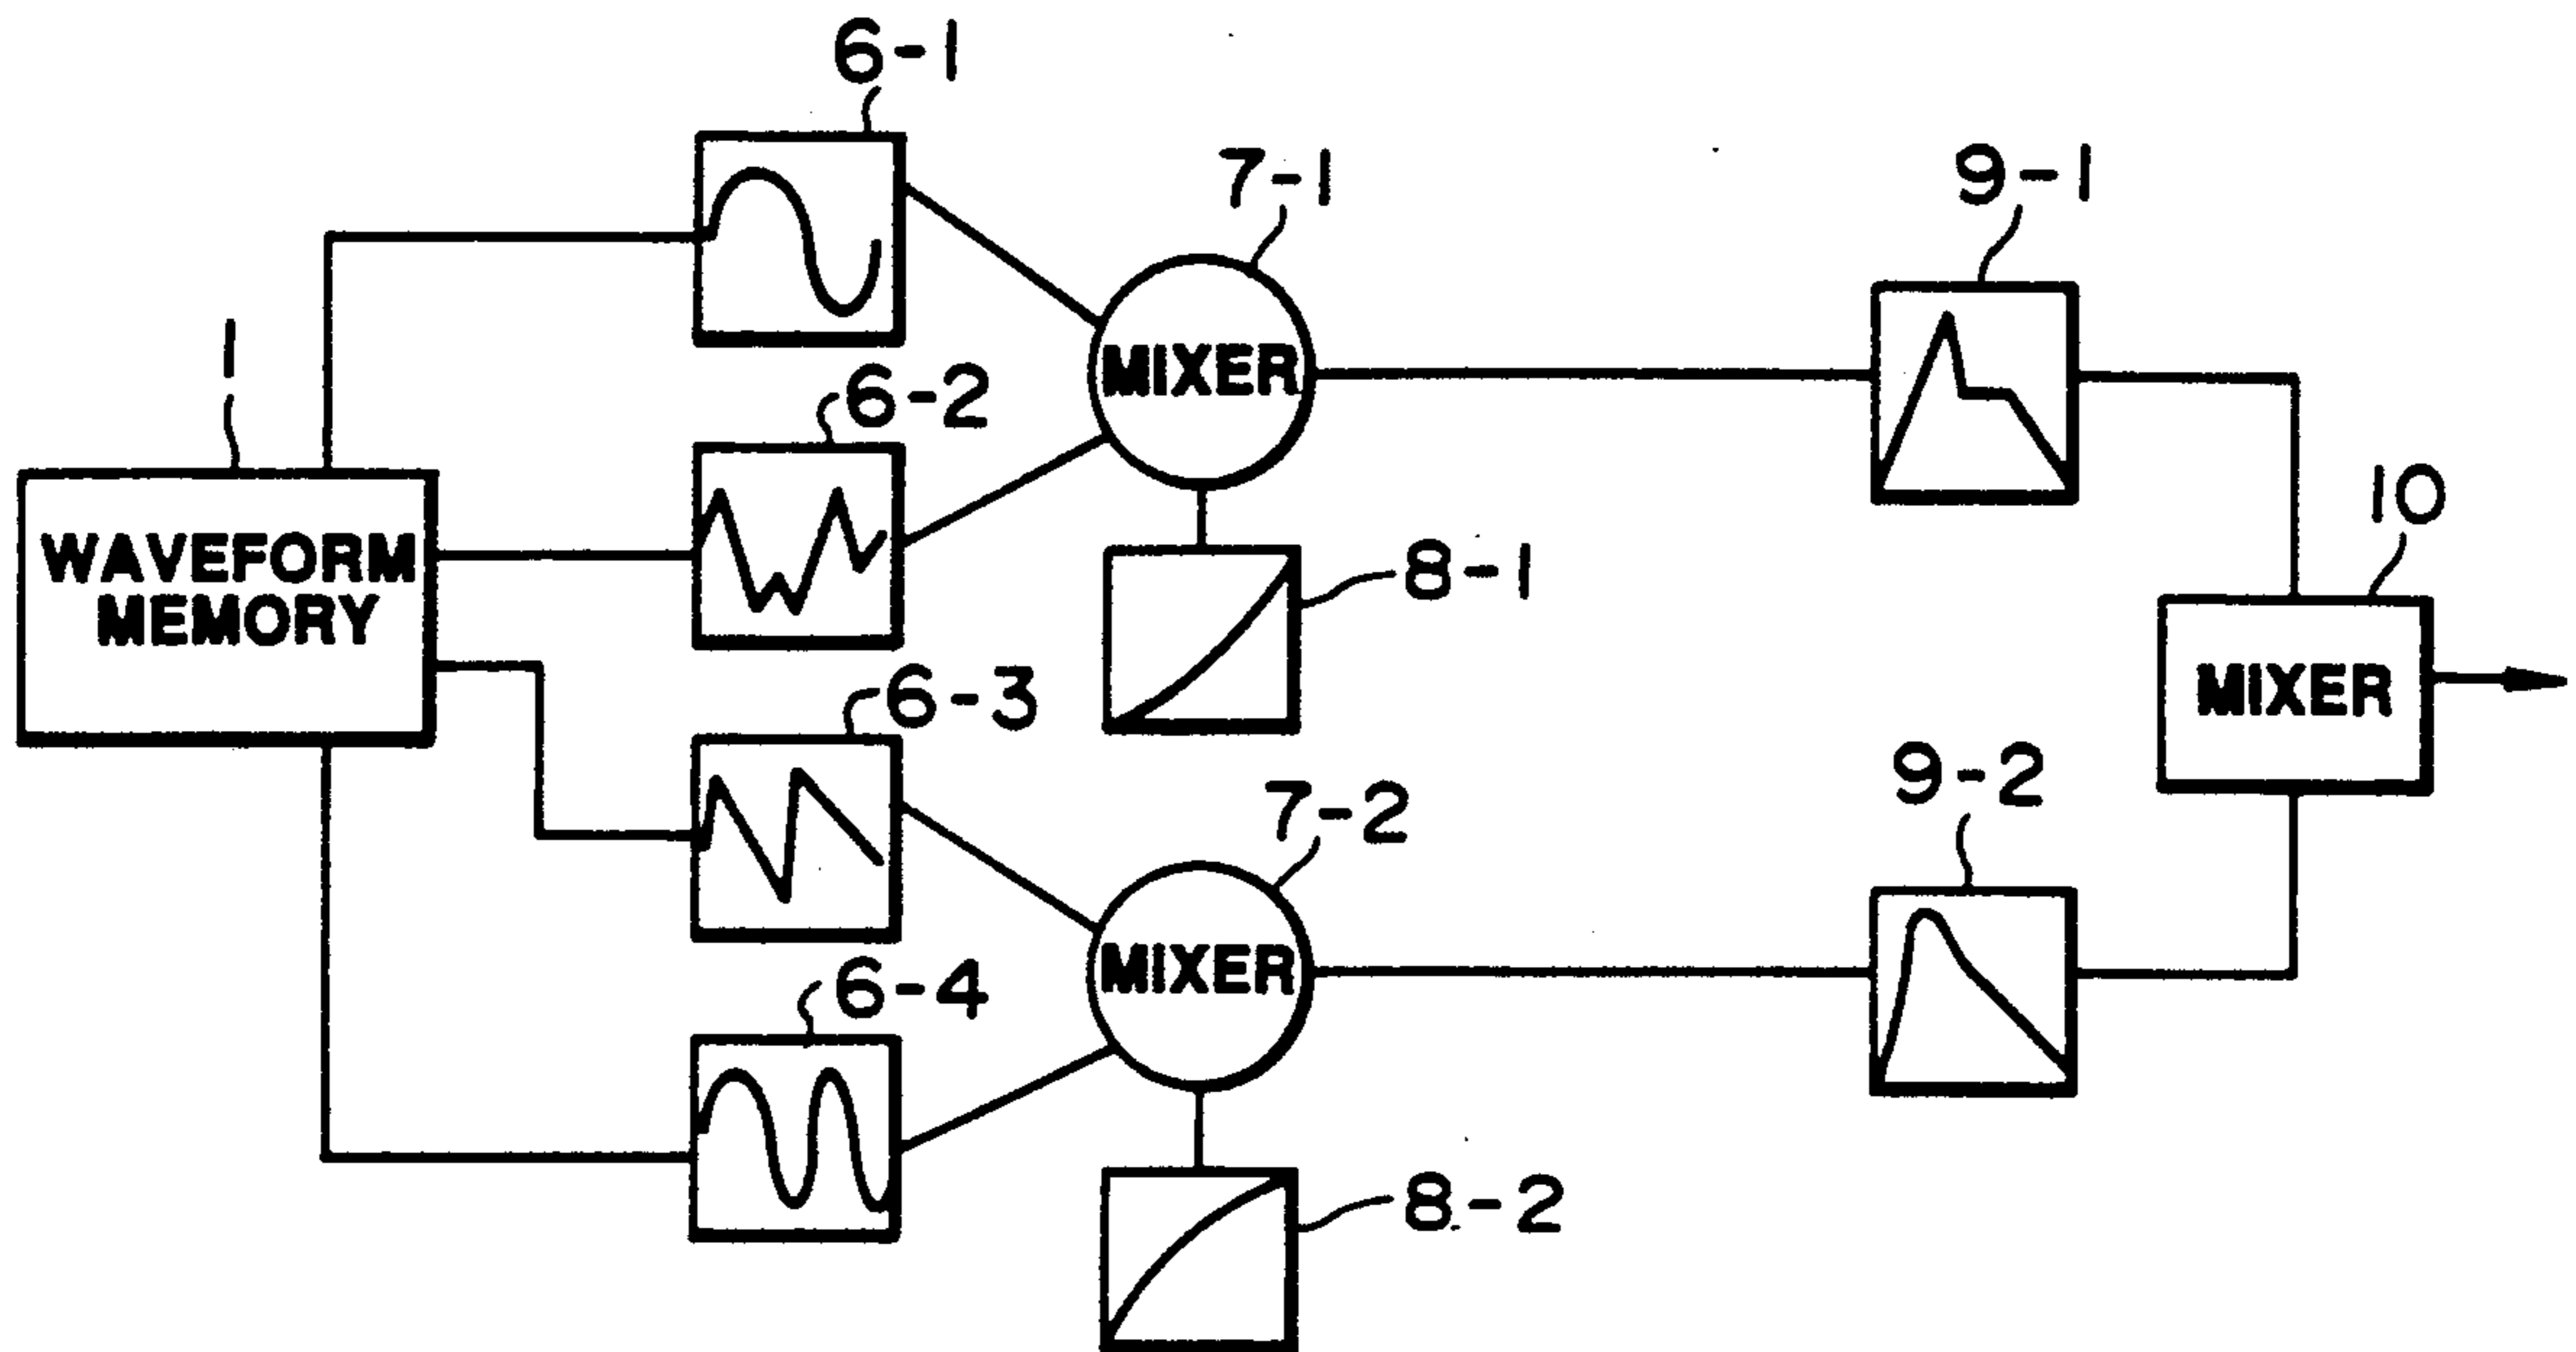 6-1
7-1
9-1
1
6-2
MIXER
10
WAVEFORM
MEMORY
8-1
6-3
MIXER
9-2
7-2
6-4
MIXER
8-2